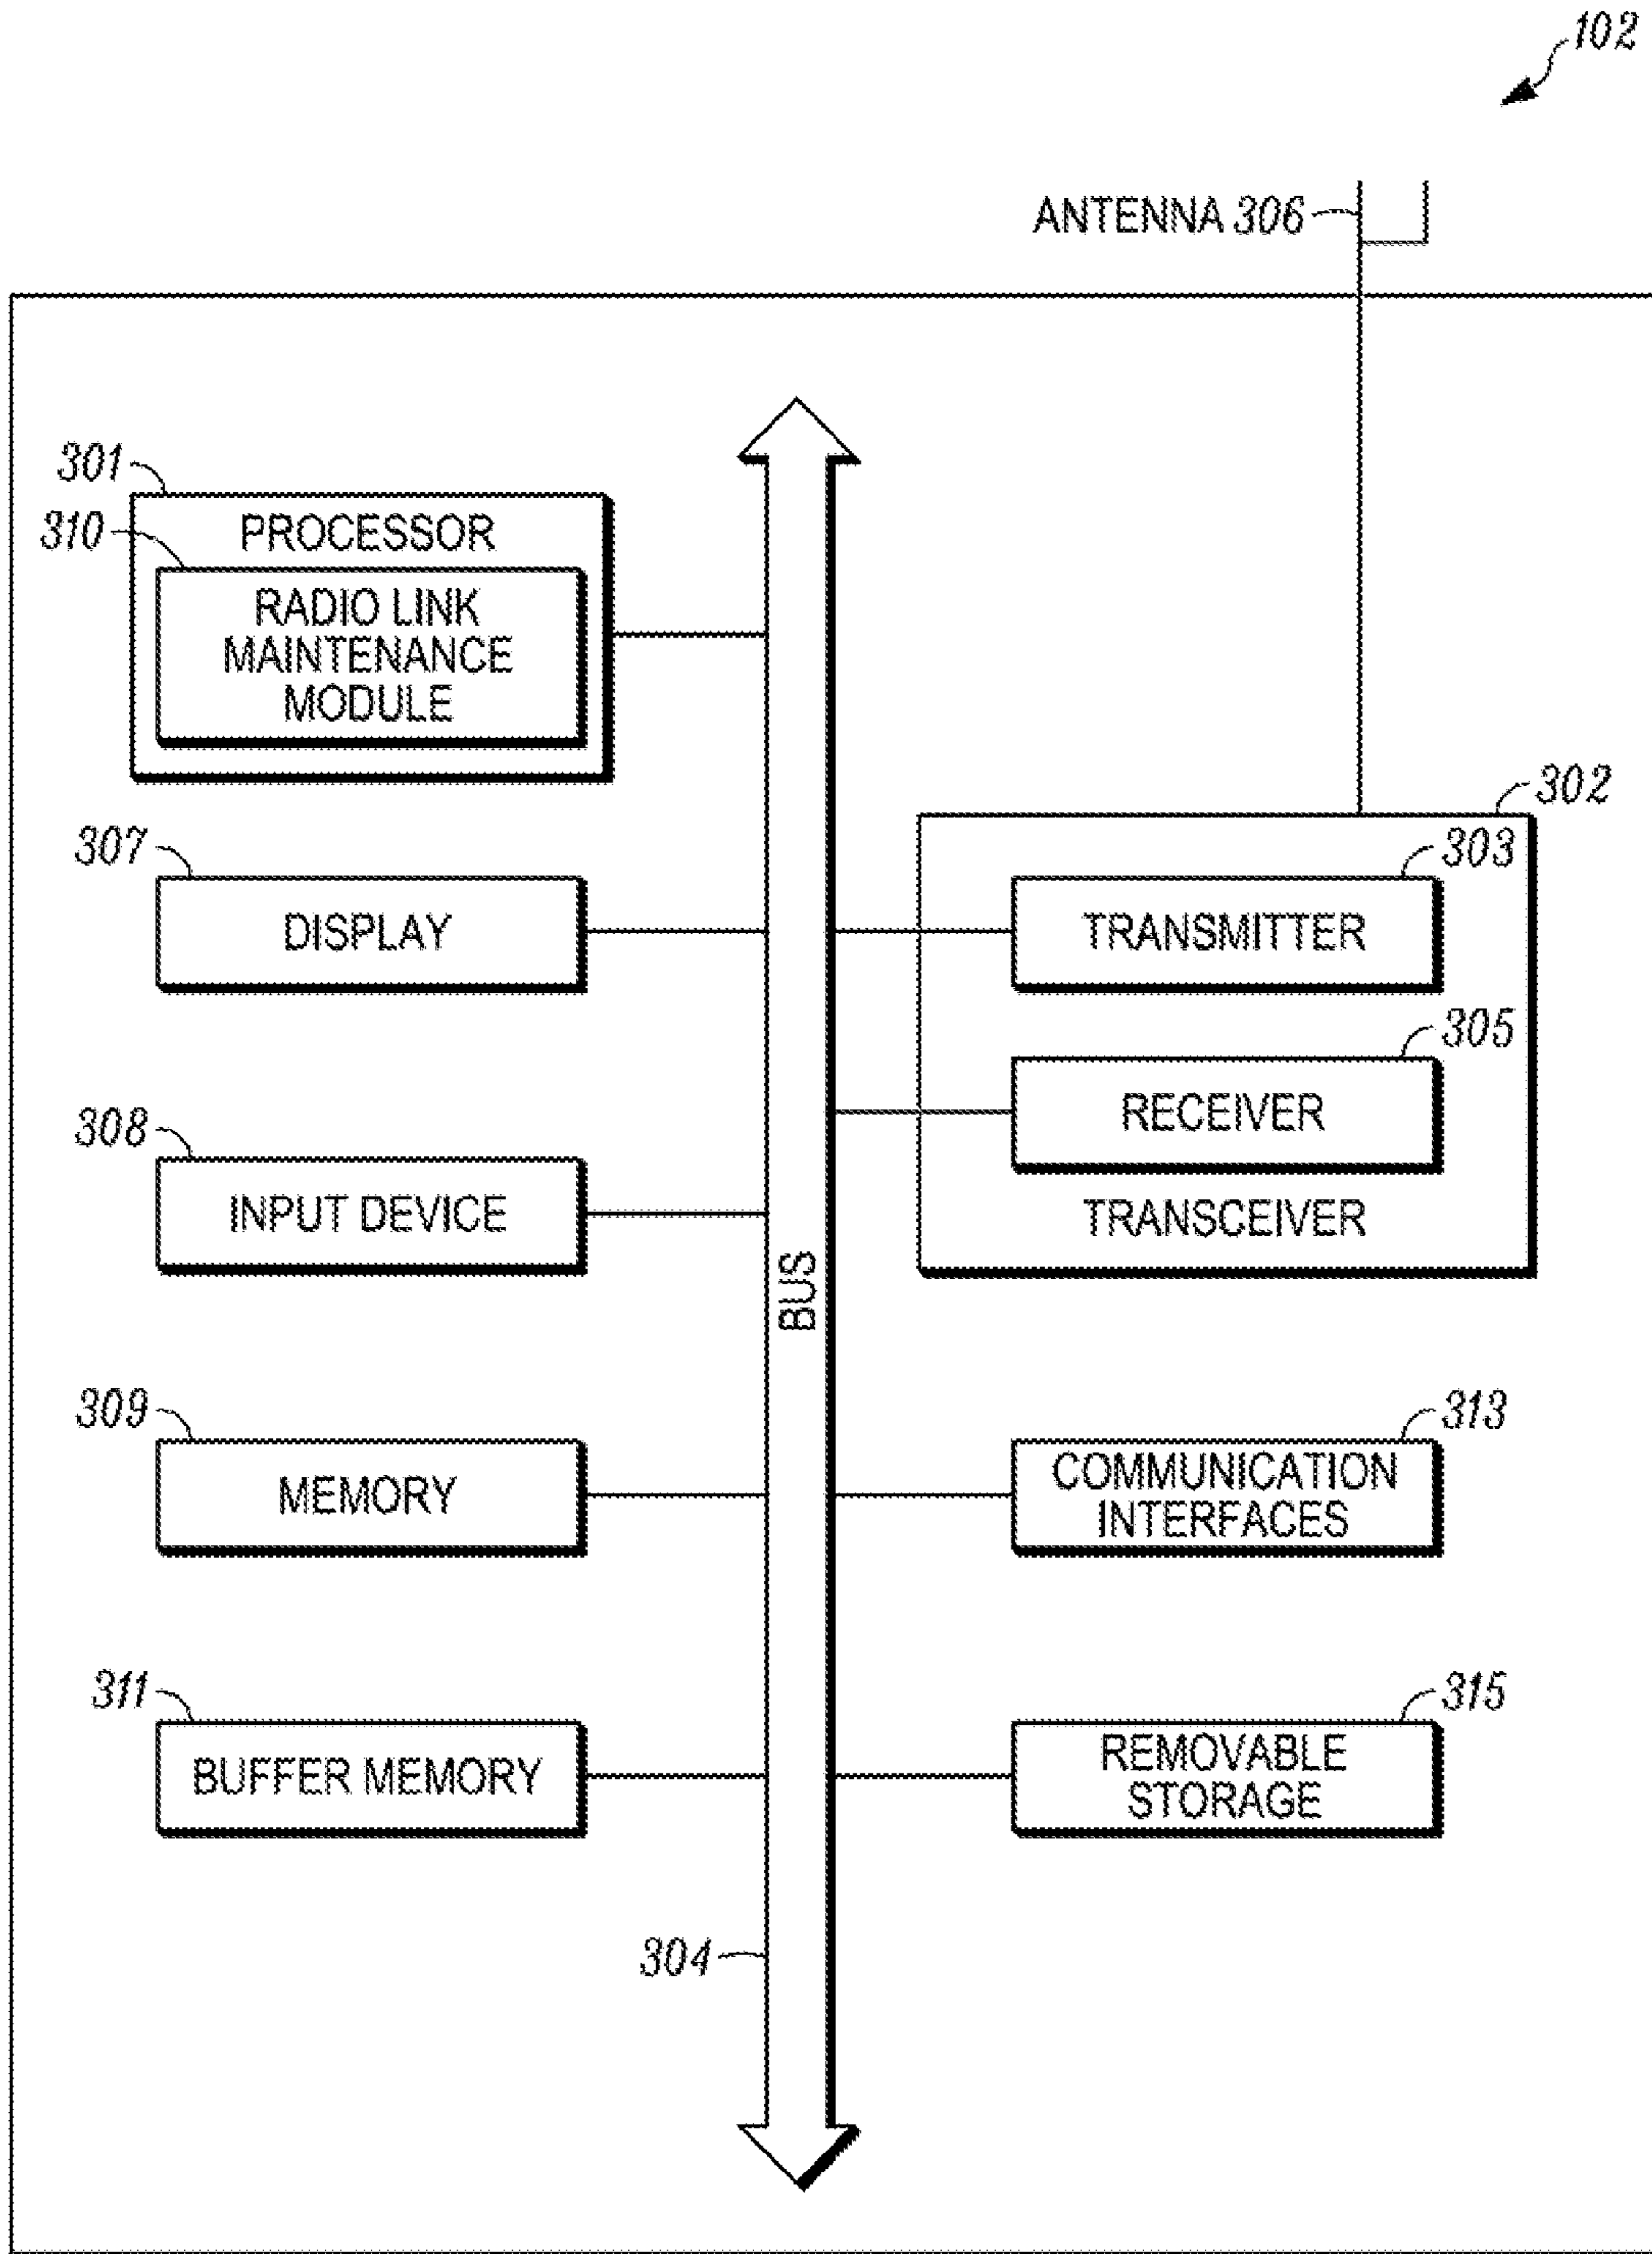 102
ANTENNA 306
301
PROCESSOR
310
RADIO LINK
MAINTENANCE
MODULE
302
307
DISPLAY
303
TRANSMITTER
305
RECEIVER
TRANSCEIVER
308
INPUT DEVICE
BUS
309
MEMORY
313
COMMUNICATION
INTERFACES
311
BUFFER MEMORY
315
REMOVABLE
STORAGE
304